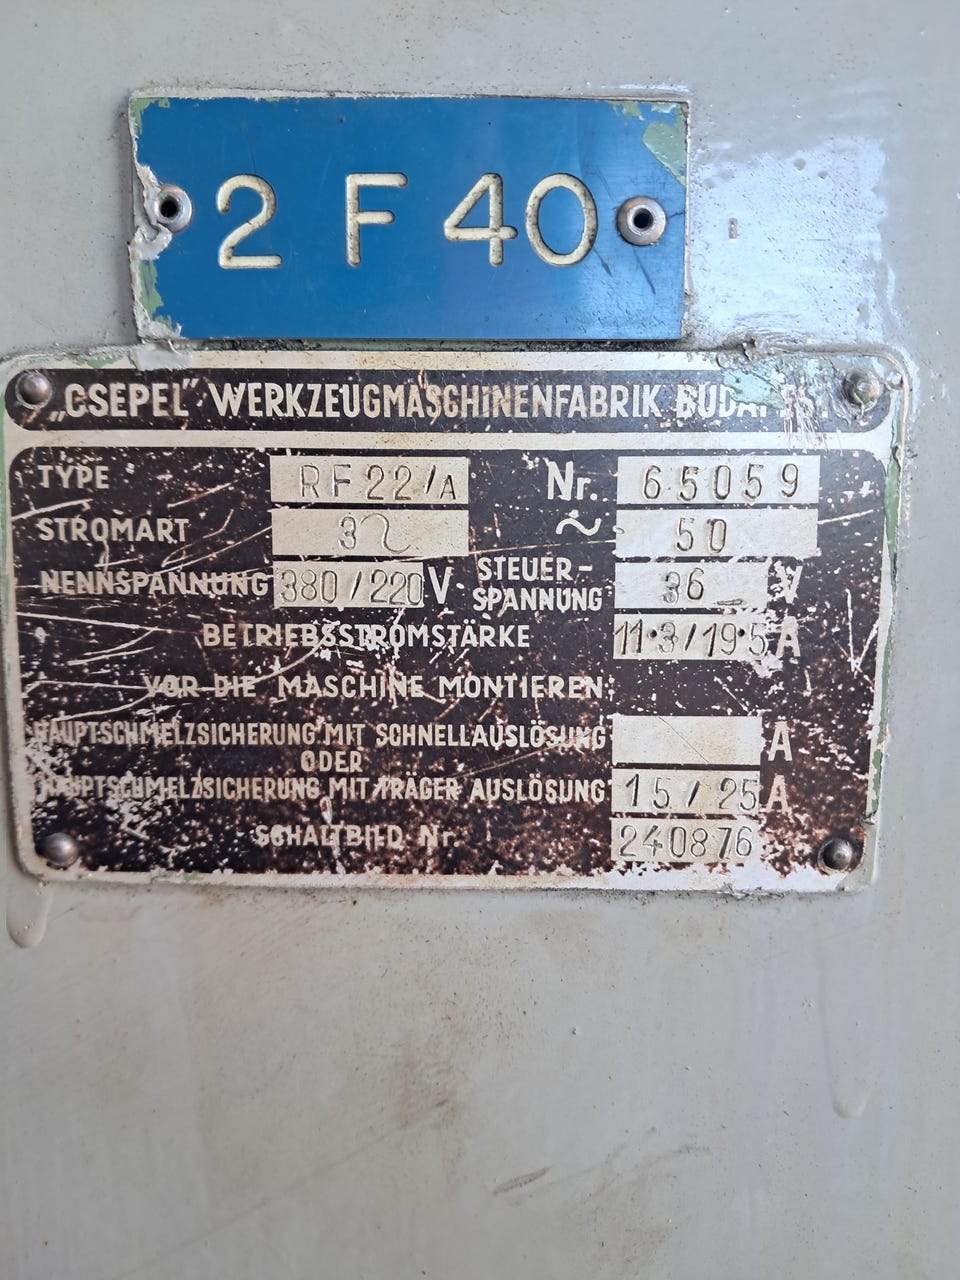 2 F 40
„CSEPEL” WERKZEUGMASCHINENFABRIK BUDAPEST
TYPE RF22/A Nr. 65059
STROMART 3~ ~ 50
NENNSPANNUNG 380/220 V STEUER-SPANNUNG 36 V
BETRIEBSSTROMSTÄRKE 11·3/19·5 A
VOR DIE MASCHINE MONTIEREN:
HAUPTSCHMELZSICHERUNG MIT SCHNELLAUSLÖSUNG A
ODER
HAUPTSCHMELZSICHERUNG MIT TRÄGER AUSLÖSUNG 15/25 A
SCHALTBILD Nr. 240876